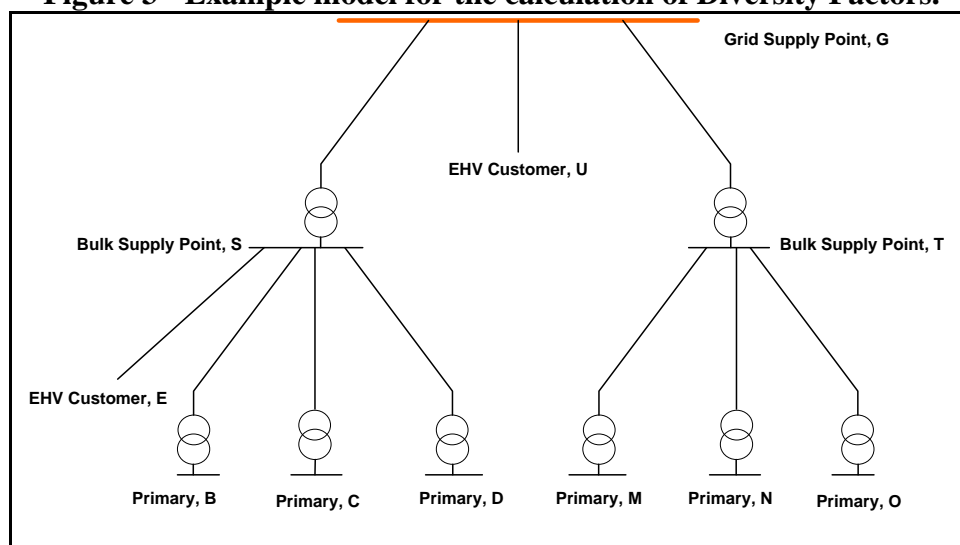 Figure 3 - Example model for the calculation of Diversity Factors.
Grid Supply Point, G
EHV Customer, U
Bulk Supply Point, S
Bulk Supply Point, T
EHV Customer, E
Primary, B
Primary, C
Primary, D
Primary, M
Primary, N
Primary, O